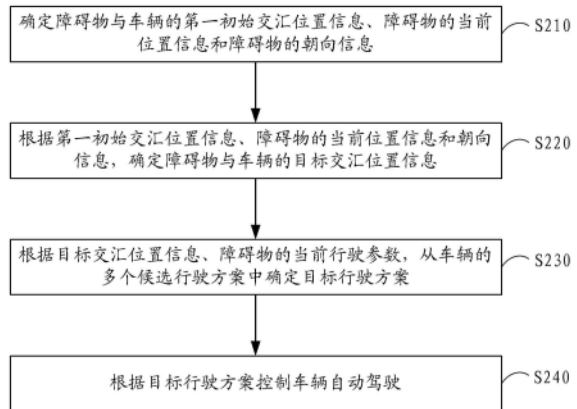 确定障碍物与车辆的第一初始交汇位置信息、障碍物的当前
位置信息和障碍物的朝向信息
S210
根据第一初始交汇位置信息、障碍物的当前位置信息和朝向
信息，确定障碍物与车辆的目标交汇位置信息
S220
根据目标交汇位置信息、障碍物的当前行驶参数，从车辆的
多个候选行驶方案中确定目标行驶方案
S230
根据目标行驶方案控制车辆自动驾驶
S240